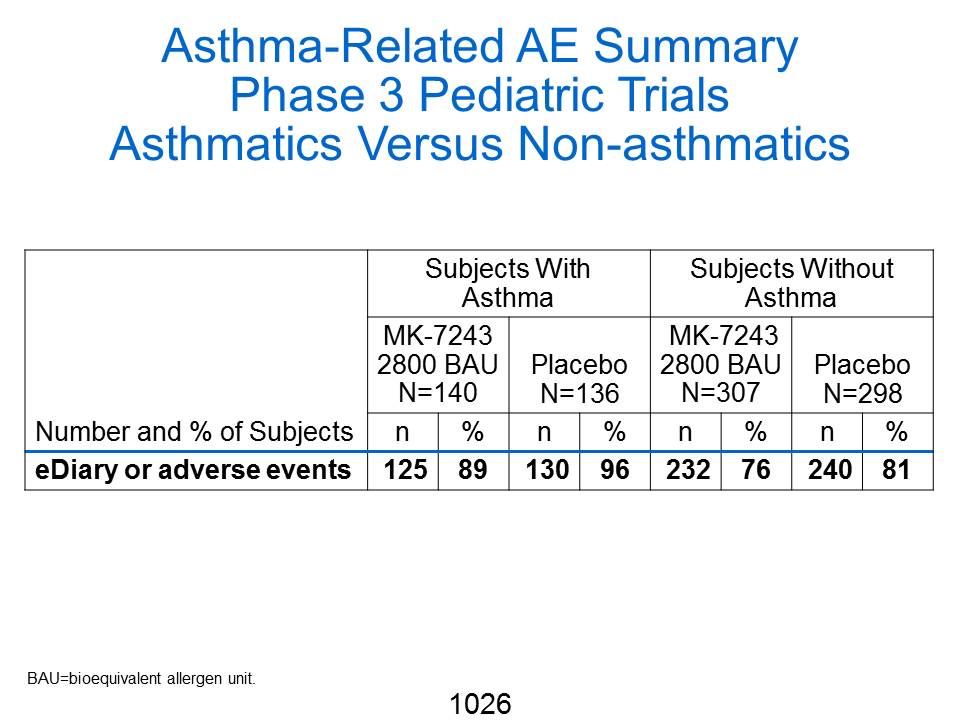 Asthma-Related AE Summary
Phase 3 Pediatric Trials
Asthmatics Versus Non-asthmatics
Subjects With
Asthma
Subjects Without
Asthma
MK-7243
2800 BAU
N=140
Placebo
N=136
MK-7243
2800 BAU
N=307
Placebo
N=298
Number and % of Subjects n % n % n % n %
eDiary or adverse events 125 89 130 96 232 76 240 81
BAU=bioequivalent allergen unit.
1026